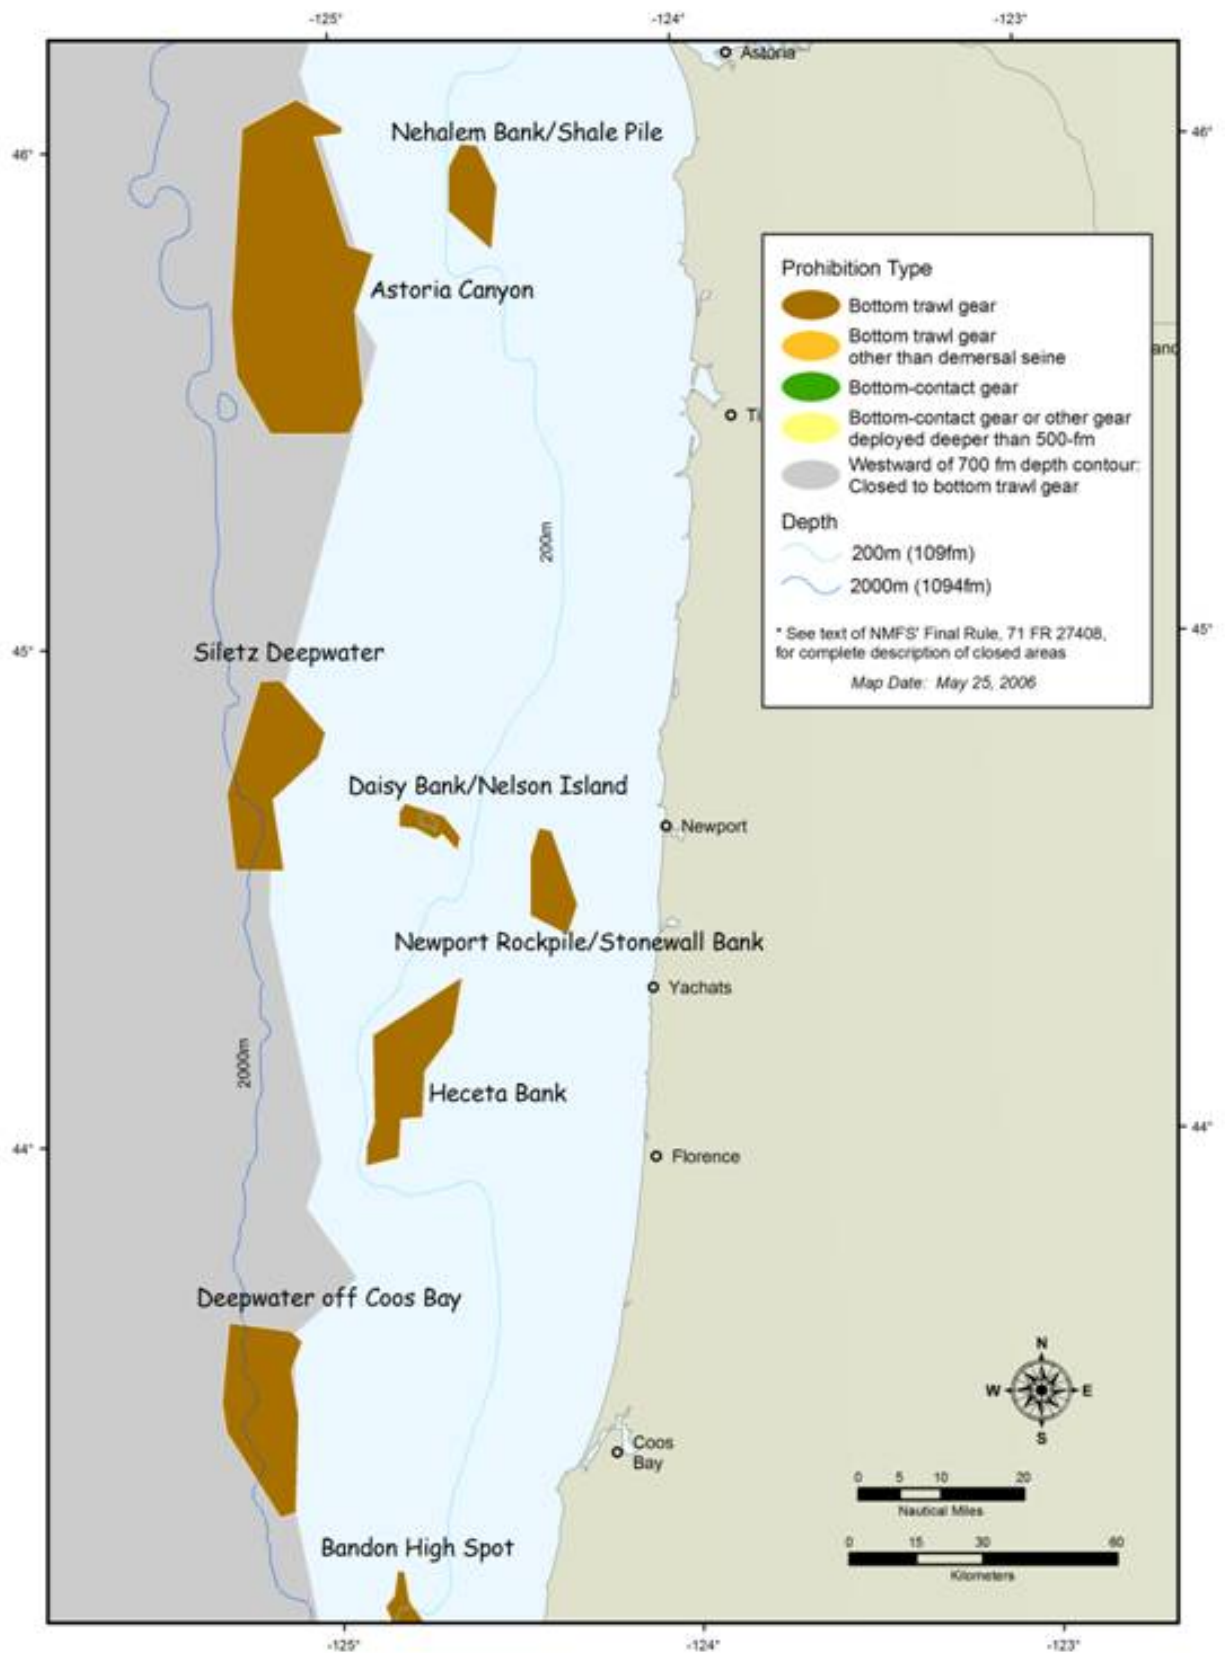 -125°
-124°
-123°
Astoria
46°
46°
Nehalem Bank/Shale Pile
Astoria Canyon
Prohibition Type
Bottom trawl gear
Bottom trawl gear
other than demersal seine
Bottom-contact gear
Bottom-contact gear or other gear
deployed deeper than 500-fm
Westward of 700 fm depth contour:
Closed to bottom trawl gear
Depth
200m (109fm)
2000m (1094fm)
* See text of NMFS' Final Rule, 71 FR 27408,
for complete description of closed areas
Map Date: May 25, 2006
and
Ti
200m
45°
45°
Siletz Deepwater
Daisy Bank/Nelson Island
Newport
Newport Rockpile/Stonewall Bank
Yachats
2000m
Heceta Bank
44°
44°
Florence
Deepwater off Coos Bay
N
W
E
S
Coos
Bay
0 5 10 20
Nautical Miles
Bandon High Spot
0 15 30 60
Kilometers
-125°
-124°
-123°